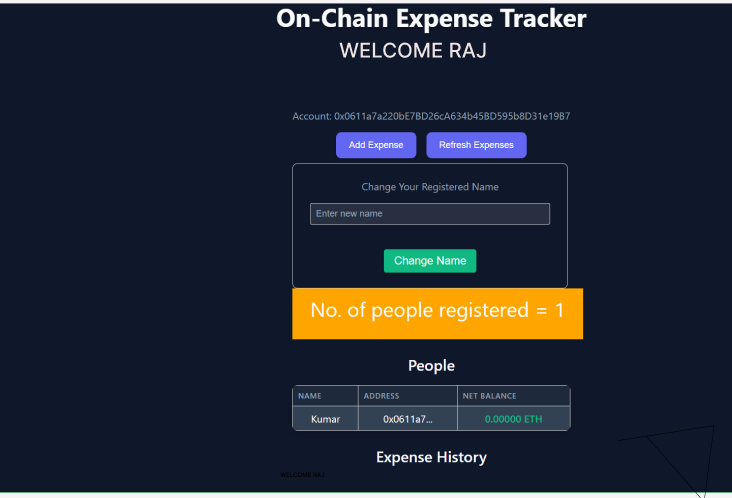 On-Chain Expense Tracker
WELCOME RAJ
Account: 0x0611a7a220bE7BD26cA634b45BD595b8D31e19B7
Add Expense Refresh Expenses
Change Your Registered Name
Enter new name
Change Name
No. of people registered = 1
People
NAME ADDRESS NET BALANCE
Kumar 0x0611a7... 0.00000 ETH
Expense History
WELCOME RAJ